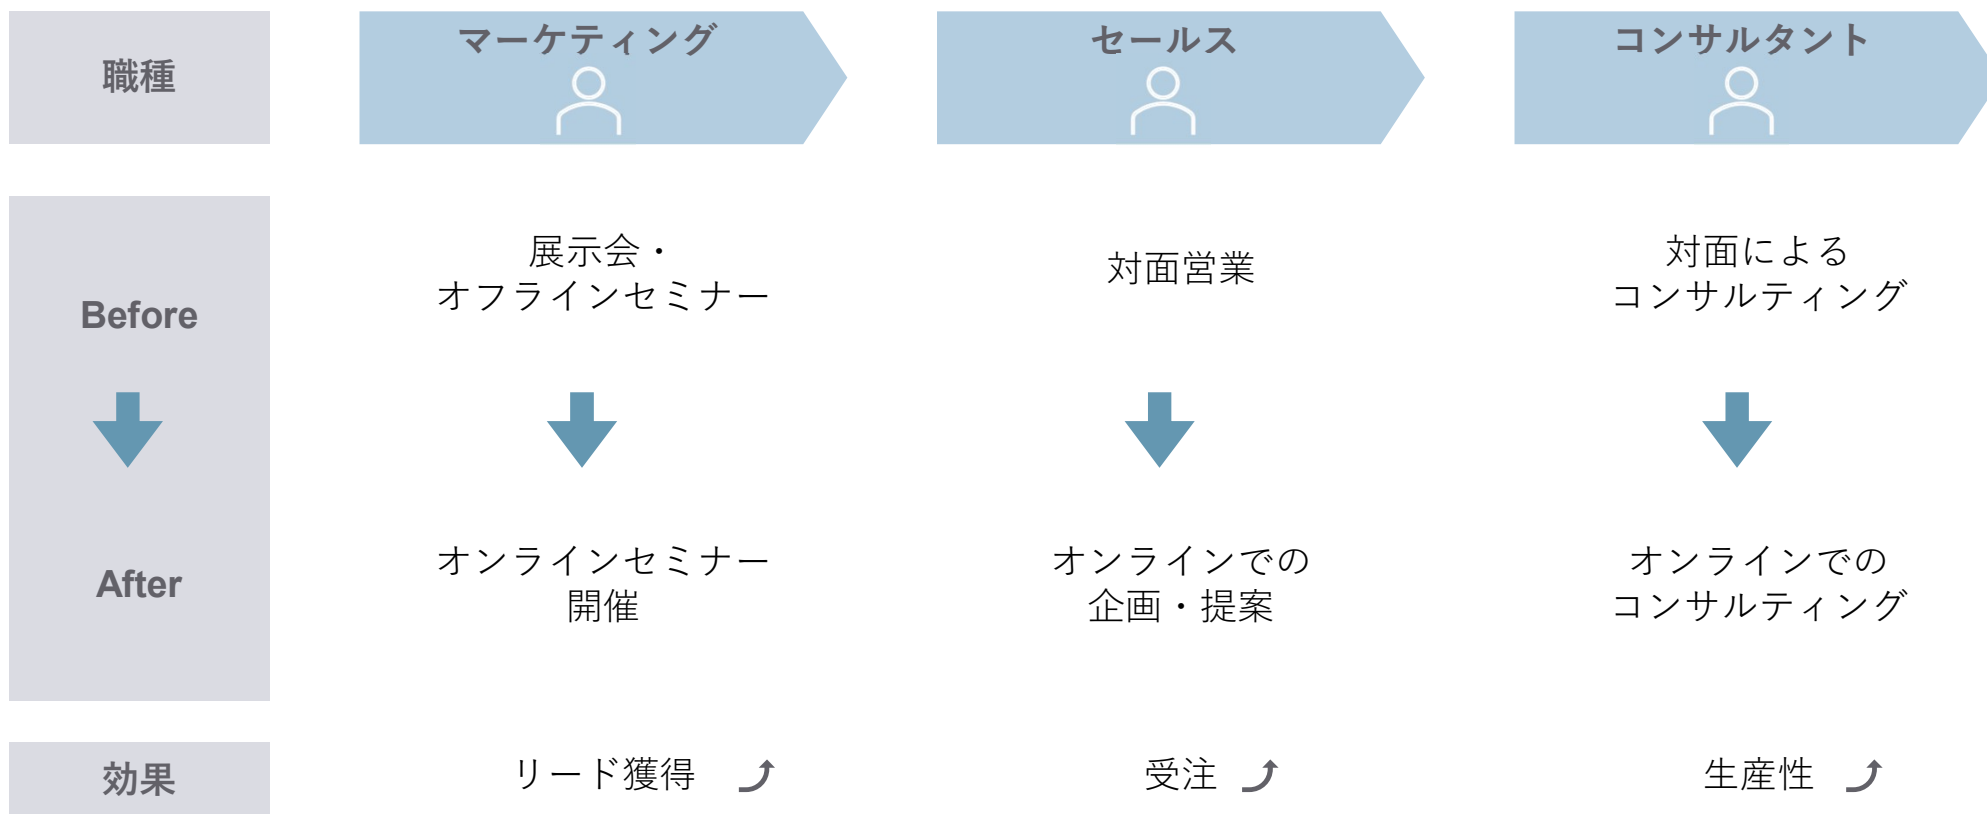 職種
マーケティング
セールス
コンサルタント
Before
展示会・
オフラインセミナー
対面営業
対面による
コンサルティング
After
オンラインセミナー
開催
オンラインでの
企画・提案
オンラインでの
コンサルティング
効果
リード獲得
受注
生産性